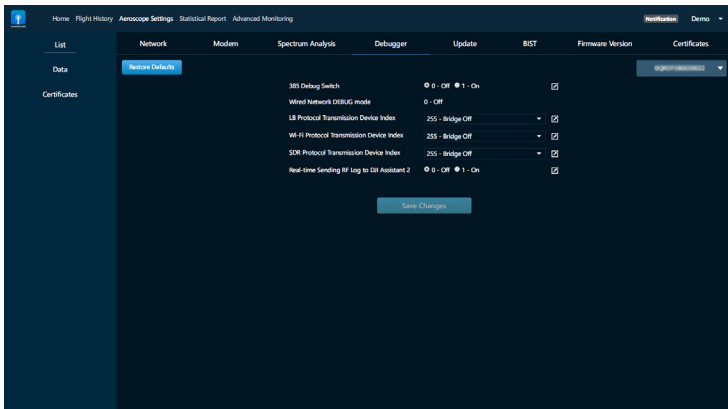 Home Flight History Aeroscope Settings Statistical Report Advanced Monitoring Notification Demo
List Network Modem Spectrum Analysis Debugger Update BIST Firmware Version Certificates
Data Restore Defaults
Certificates
385 Debug Switch 0 - Off 1 - On
Wired Network DEBUG mode 0 - Off
LB Protocol Transmission Device Index 255 - Bridge Off
Wi-Fi Protocol Transmission Device Index 255 - Bridge Off
SDR Protocol Transmission Device Index 255 - Bridge Off
Real-time Sending RF Log to DJI Assistant 2 0 - Off 1 - On
Save Changes